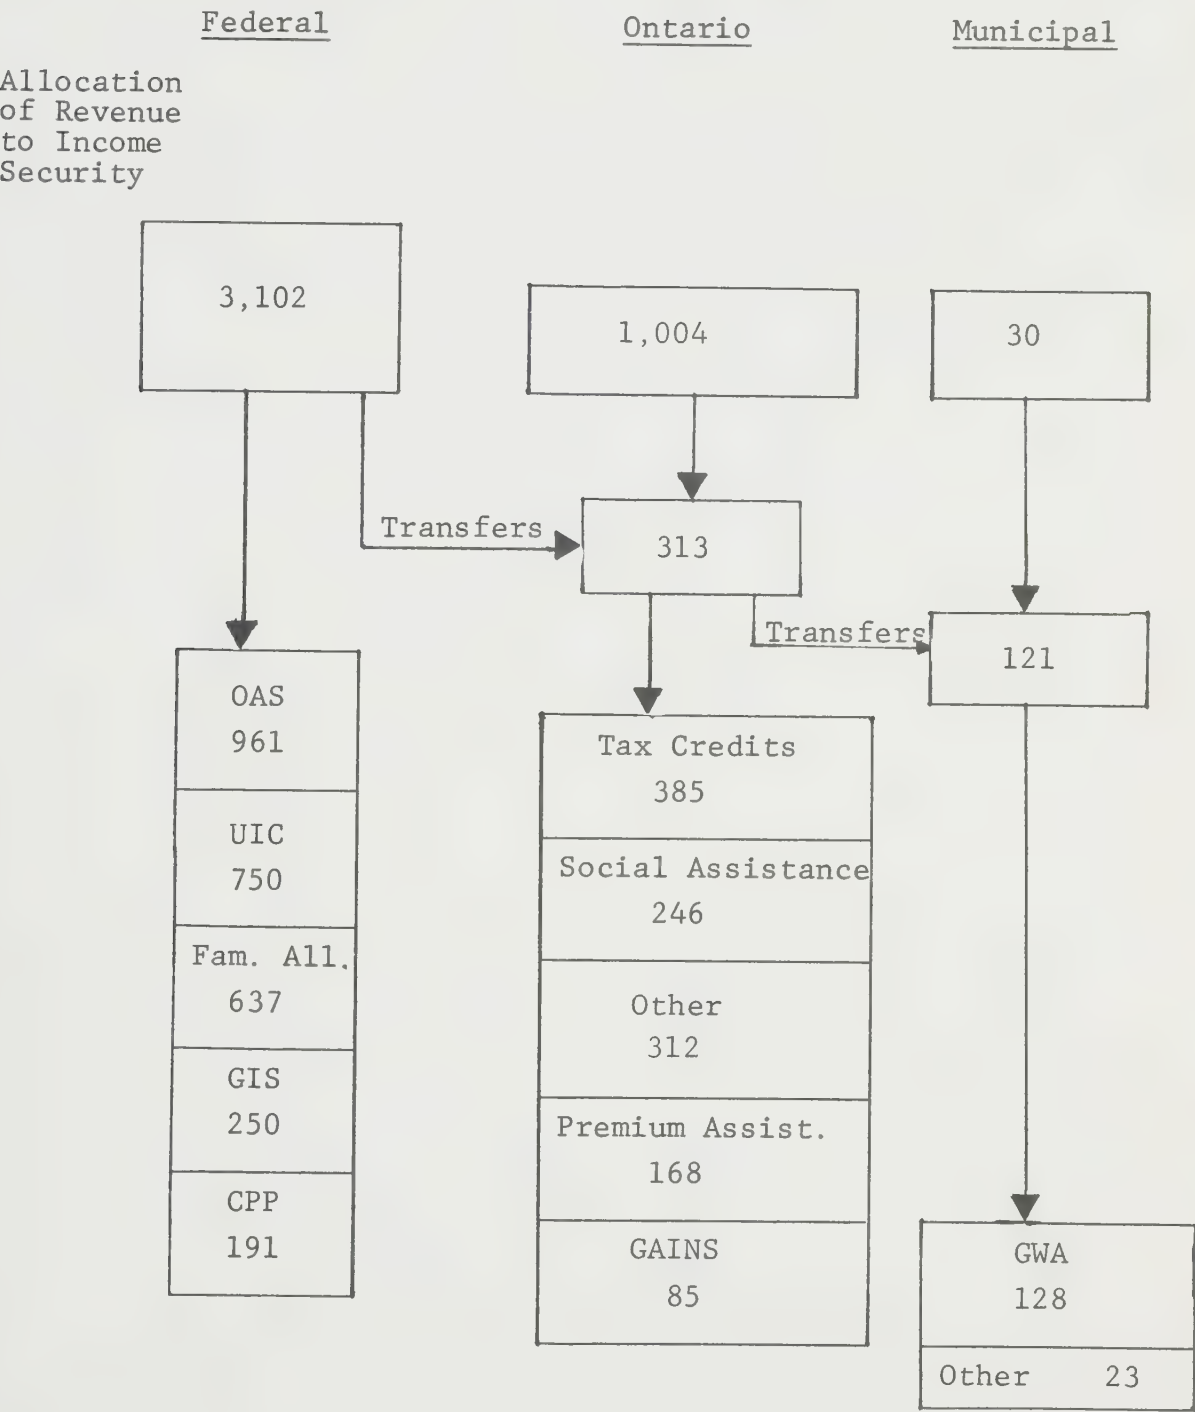 Federal
Ontario
Municipal
Allocation
of Revenue
to Income
Security
3,102
1,004
30
Transfers
313
Transfers
121
OAS
961
UIC
750
Fam. All.
637
GIS
250
CPP
191
Tax Credits
385
Social Assistance
246
Other
312
Premium Assist.
168
GAINS
85
GWA
128
Other 23